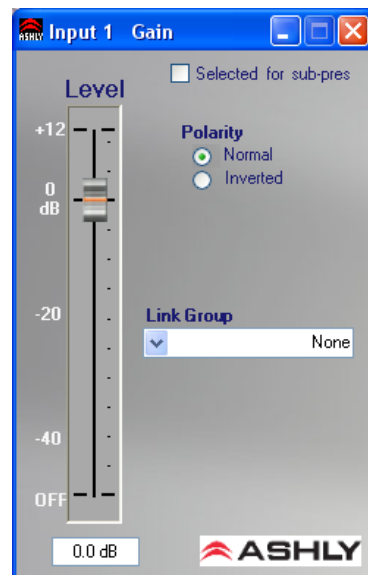 ASHLY Input 1 Gain
Selected for sub-pres
Level
+12
Polarity
Normal
Inverted
0
dB
-20
Link Group
None
-40
OFF
0.0 dB
ASHLY